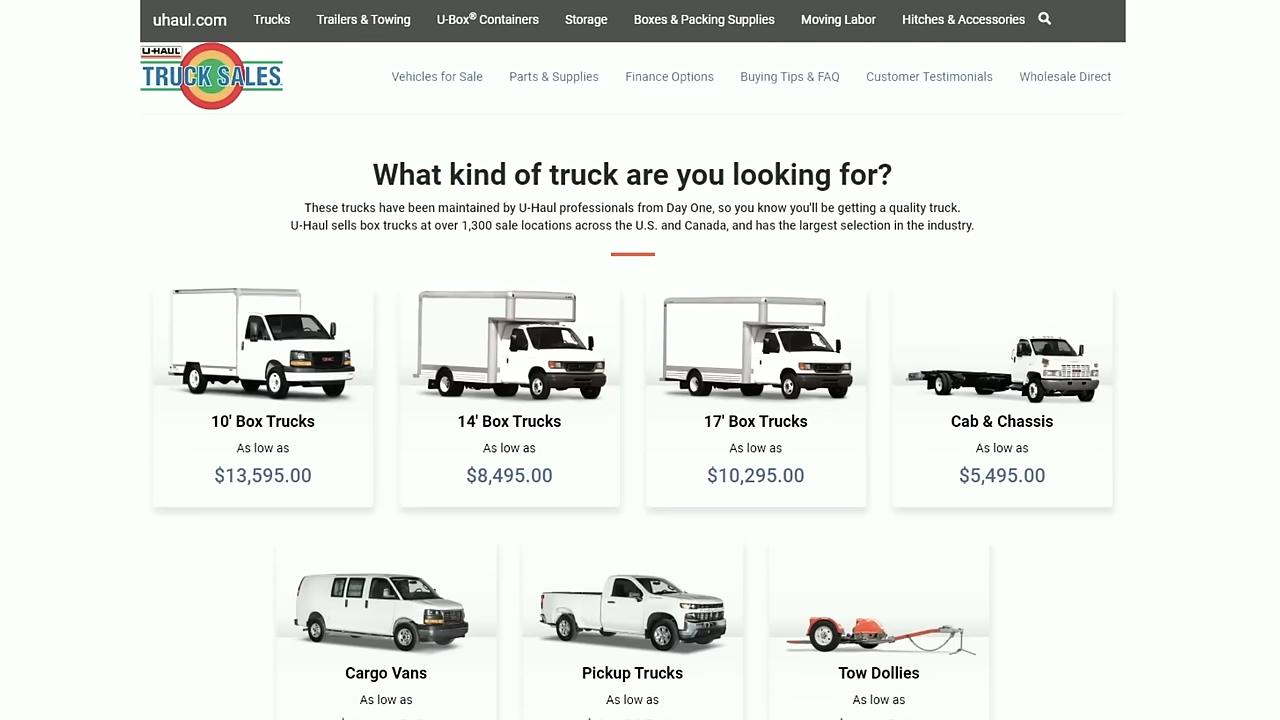 uhaul.com Trucks Trailers & Towing U-Box® Containers Storage Boxes & Packing Supplies Moving Labor Hitches & Accessories
U-HAUL
TRUCK SALES
Vehicles for Sale Parts & Supplies Finance Options Buying Tips & FAQ Customer Testimonials Wholesale Direct
What kind of truck are you looking for?
These trucks have been maintained by U-Haul professionals from Day One, so you know you'll be getting a quality truck.
U-Haul sells box trucks at over 1,300 sale locations across the U.S. and Canada, and has the largest selection in the industry.
10' Box Trucks
As low as
$13,595.00
14' Box Trucks
As low as
$8,495.00
17' Box Trucks
As low as
$10,295.00
Cab & Chassis
As low as
$5,495.00
Cargo Vans
As low as
Pickup Trucks
As low as
Tow Dollies
As low as